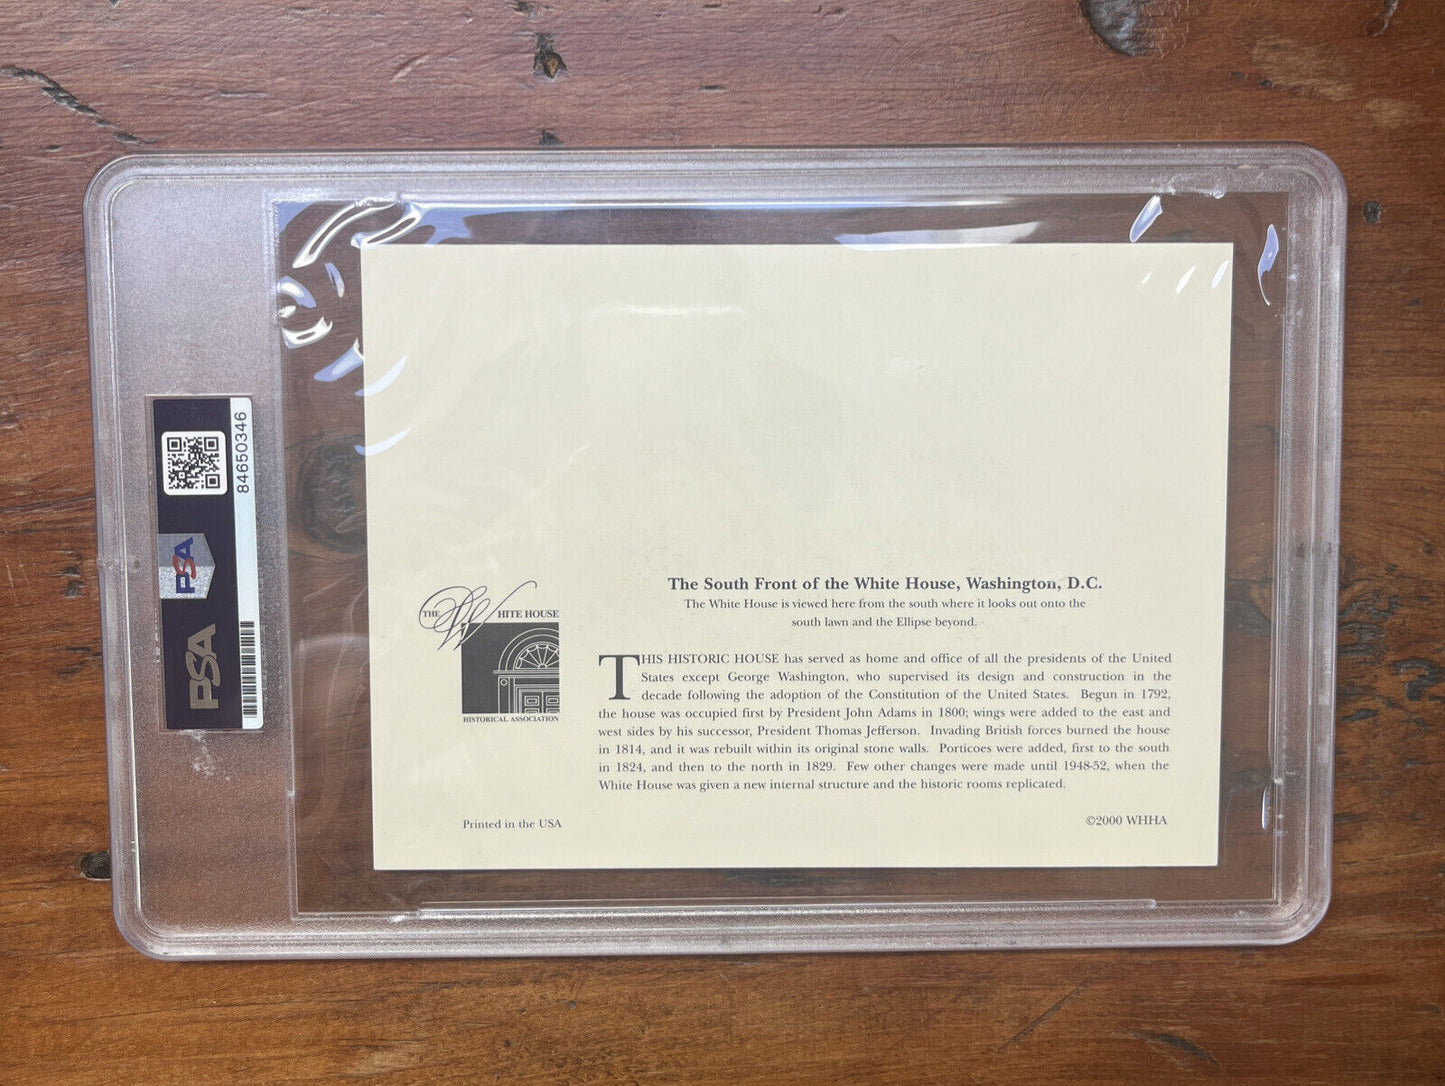 84650346
PSA
PSA
THE WHITE HOUSE
HISTORICAL ASSOCIATION
Printed in the USA
The South Front of the White House, Washington, D.C.
The White House is viewed here from the south where it looks out onto the
south lawn and the Ellipse beyond.
THIS HISTORIC HOUSE has served as home and office of all the presidents of the United
States except George Washington, who supervised its design and construction in the
decade following the adoption of the Constitution of the United States. Begun in 1792,
the house was occupied first by President John Adams in 1800; wings were added to the east and
west sides by his successor, President Thomas Jefferson. Invading British forces burned the house
in 1814, and it was rebuilt within its original stone walls. Porticoes were added, first to the south
in 1824, and then to the north in 1829. Few other changes were made until 1948-52, when the
White House was given a new internal structure and the historic rooms replicated.
©2000 WHHA